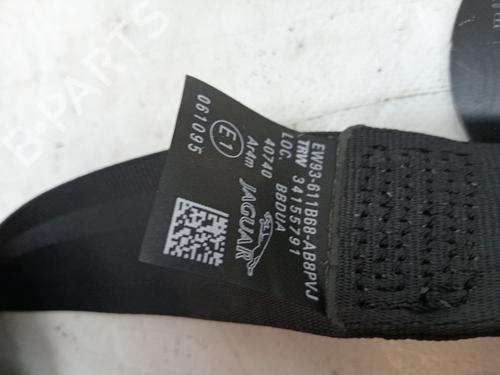 EW93-611B68-AB8PVJ
TRW 34155791
LOC. BBDUA
40740
Ar4m
E1
061095
JAGUAR
B-PARTS